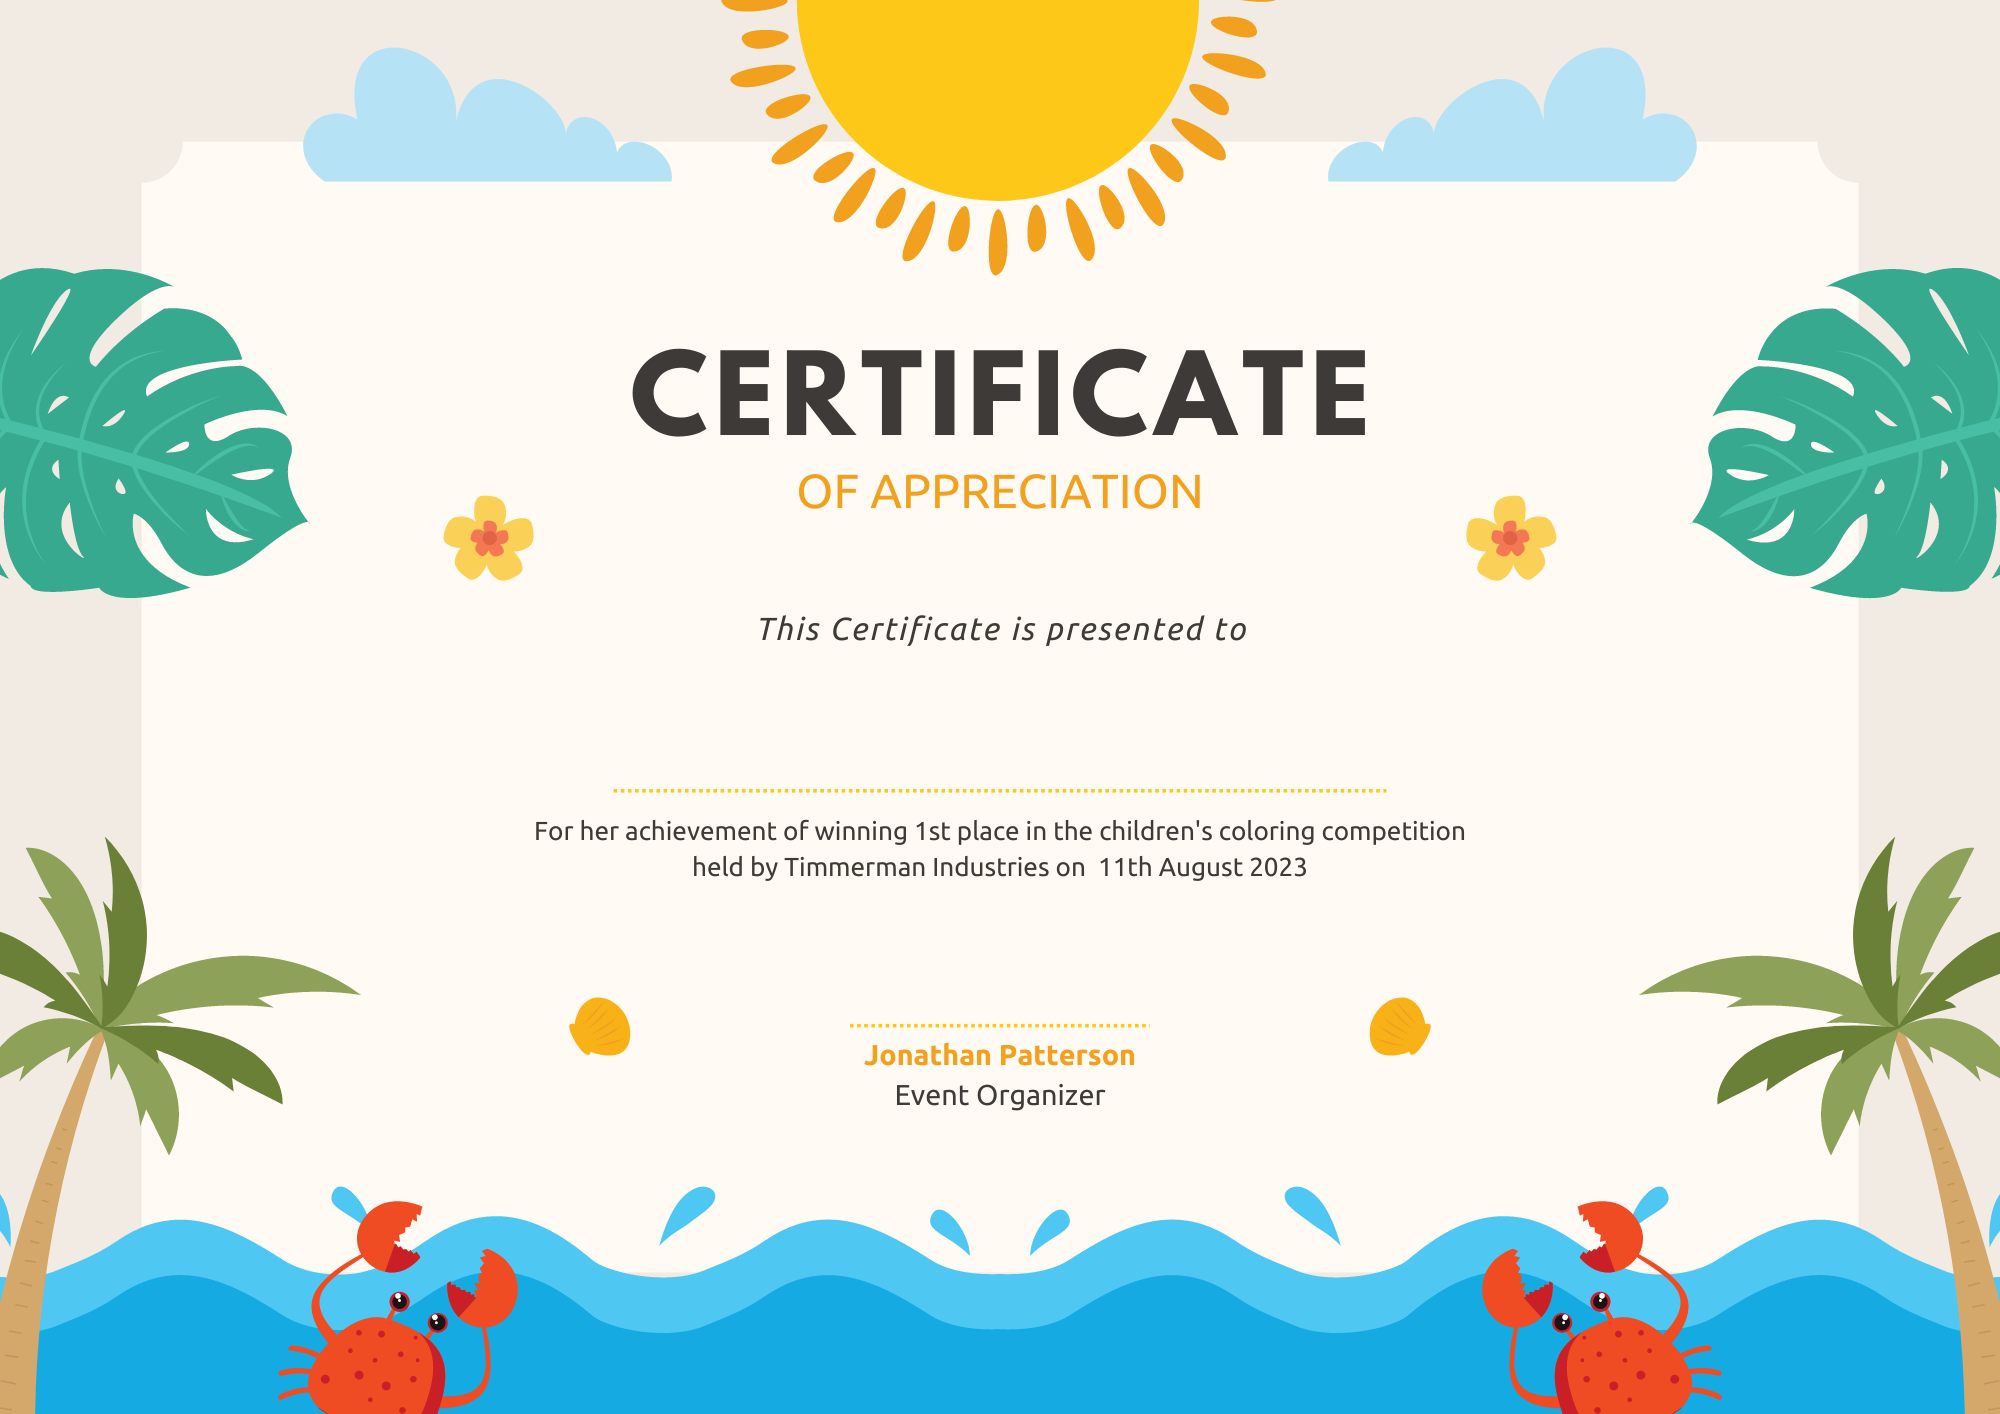 CERTIFICATE
OF APPRECIATION
This Certificate is presented to
For her achievement of winning 1st place in the children's coloring competition
held by Timmerman Industries on  11th August 2023
Jonathan Patterson
Event Organizer